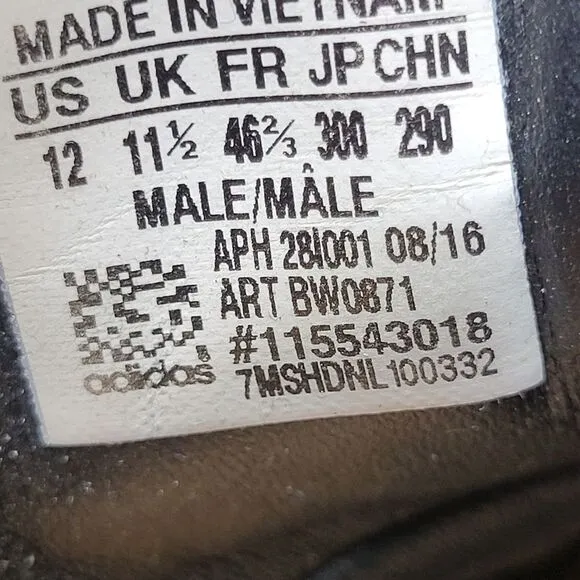 MADE IN VIETNAM
US UK FR JP CHN
12 11½ 46⅔ 300 290
MALE/MÂLE
APH 281001 08/16
ART BW0871
#115543018
adidas 7MSHDNL100332